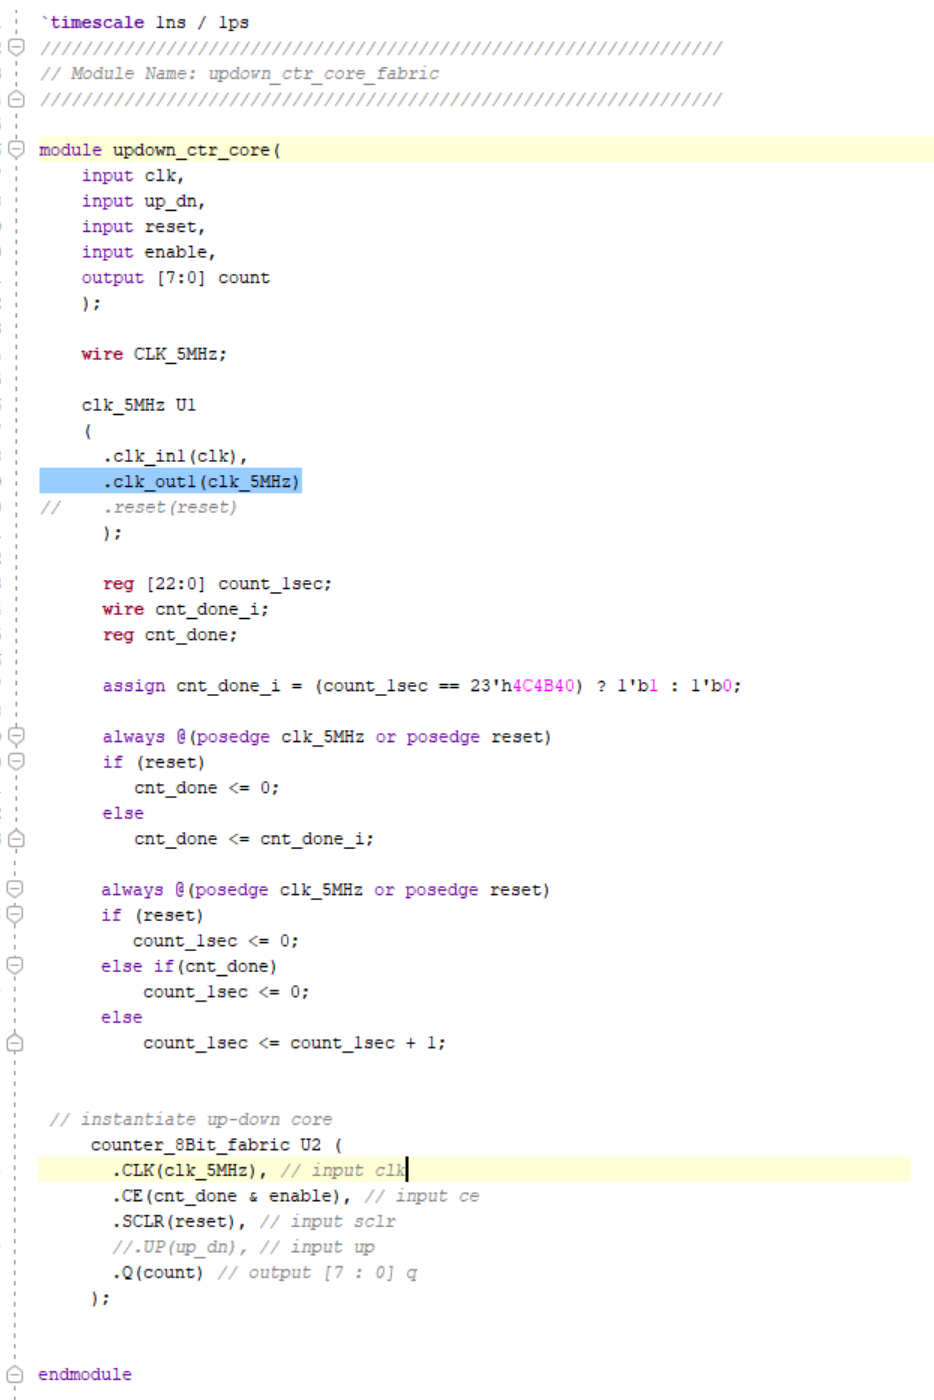 `timescale 1ns / 1ps
/////////////////////////////////////////////////////////////////
// Module Name: updown_ctr_core_fabric
/////////////////////////////////////////////////////////////////
module updown_ctr_core(
input clk,
input up_dn,
input reset,
input enable,
output [7:0] count
);
wire CLK_5MHz;
clk_5MHz U1
(
.clk_in1(clk),
.clk_out1(clk_5MHz)
// .reset(reset)
);
reg [22:0] count_1sec;
wire cnt_done_i;
reg cnt_done;
assign cnt_done_i = (count_1sec == 23'h4C4B40) ? 1'b1 : 1'b0;
always @(posedge clk_5MHz or posedge reset)
if (reset)
cnt_done <= 0;
else
cnt_done <= cnt_done_i;
always @(posedge clk_5MHz or posedge reset)
if (reset)
count_1sec <= 0;
else if(cnt_done)
count_1sec <= 0;
else
count_1sec <= count_1sec + 1;
// instantiate up-down core
counter_8Bit_fabric U2 (
.CLK(clk_5MHz), // input clk
.CE(cnt_done & enable), // input ce
.SCLR(reset), // input sclr
//.UP(up_dn), // input up
.Q(count) // output [7 : 0] q
);
endmodule